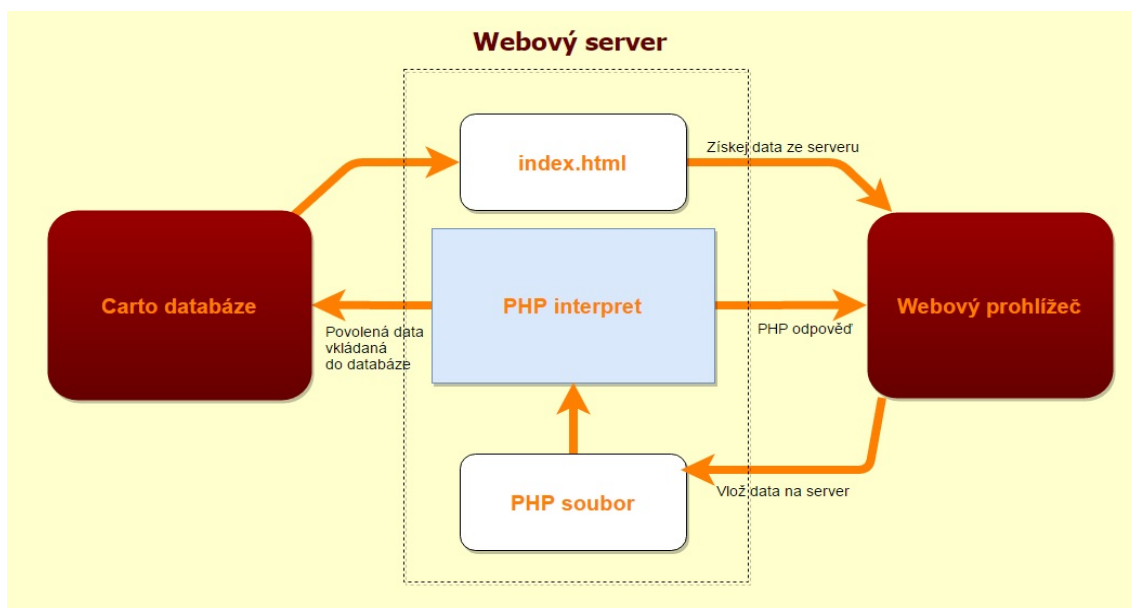 Webový server
index.html
Získej data ze serveru
Carto databáze
PHP interpret
Webový prohlížeč
Povolená data
vkládaná
do databáze
PHP odpověď
PHP soubor
Vlož data na server